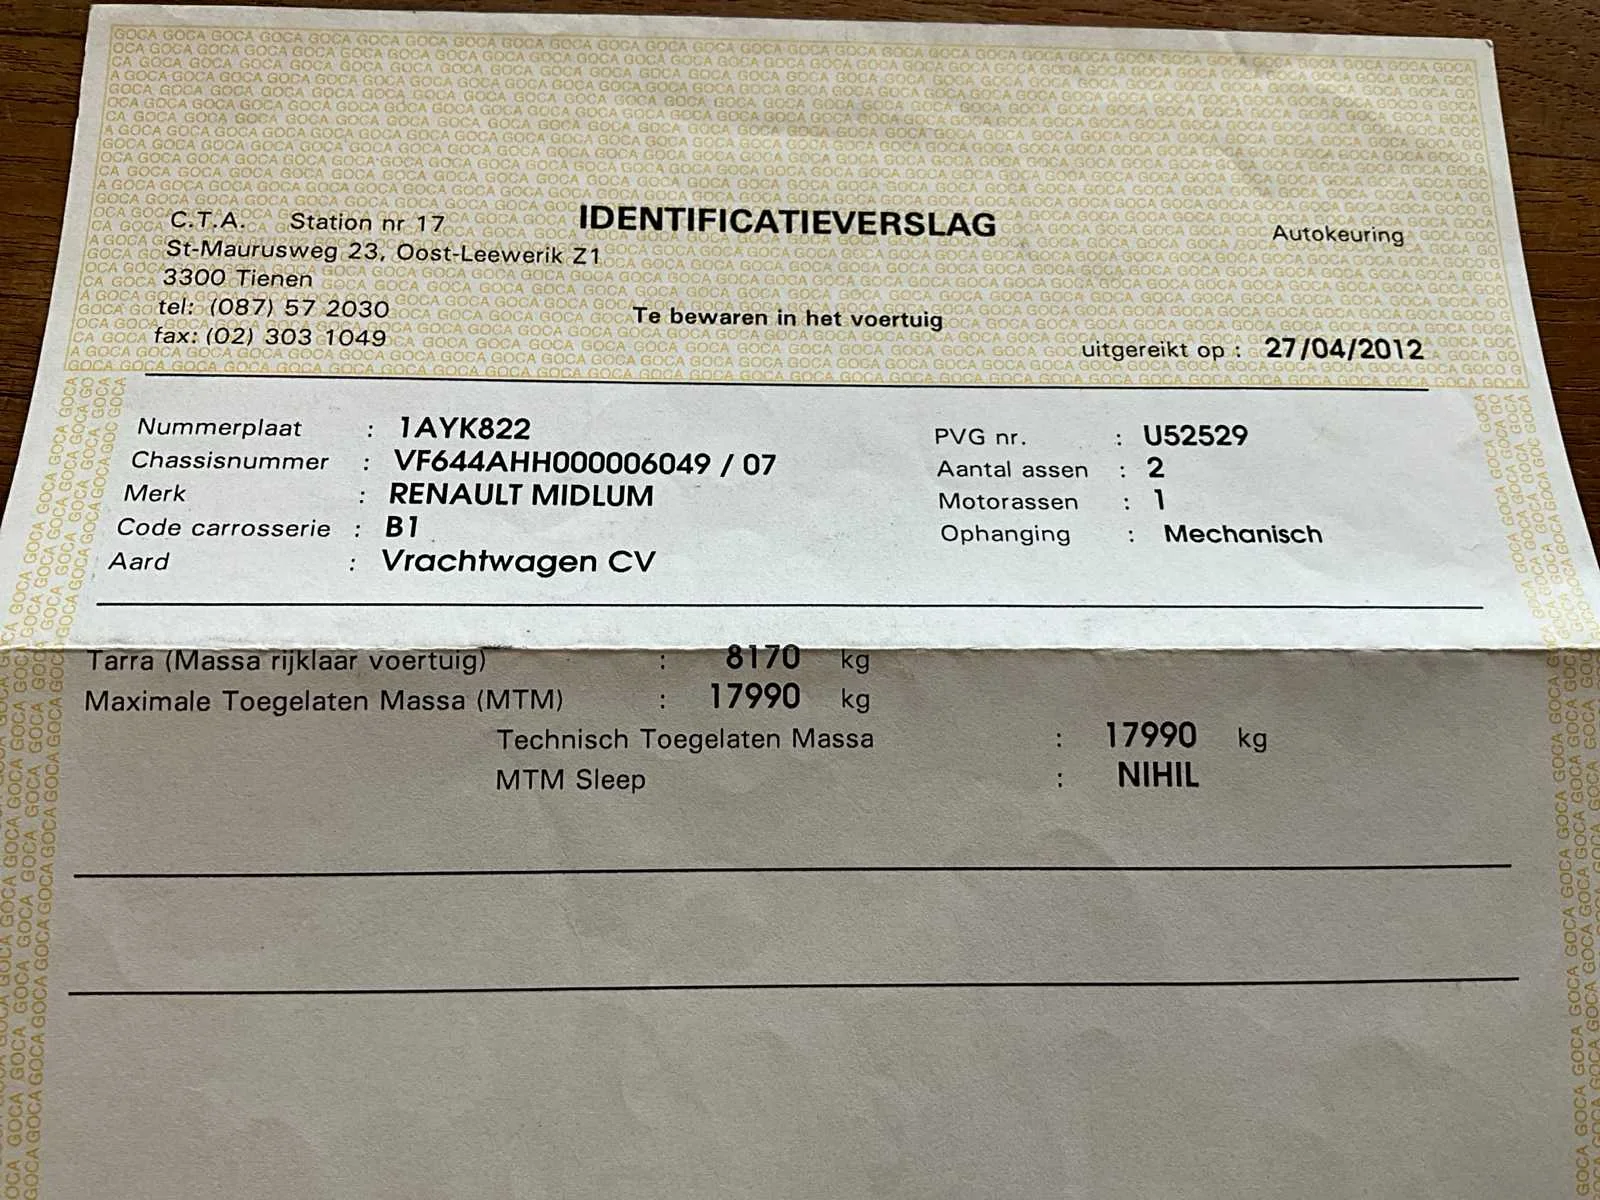 C.T.A. Station nr 17
St-Maurusweg 23, Oost-Leewerik Z1
3300 Tienen
tel: (087) 57 2030
fax: (02) 303 1049
IDENTIFICATIEVERSLAG
Te bewaren in het voertuig
Autokeuring
uitgereikt op : 27/04/2012
Nummerplaat : 1AYK822
Chassisnummer : VF644AHH000006049 / 07
Merk : RENAULT MIDLUM
Code carrosserie : B1
Aard : Vrachtwagen CV
PVG nr. : U52529
Aantal assen : 2
Motorassen : 1
Ophanging : Mechanisch
Tarra (Massa rijklaar voertuig) : 8170 kg
Maximale Toegelaten Massa (MTM) : 17990 kg
Technisch Toegelaten Massa : 17990 kg
MTM Sleep : NIHIL